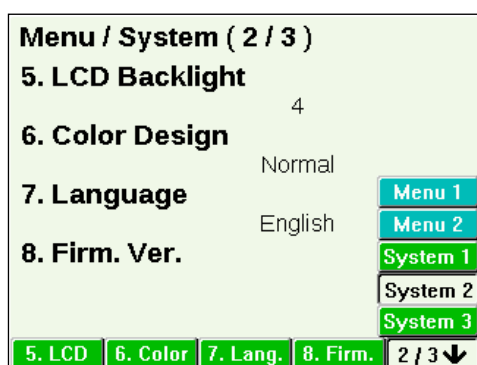 Menu / System ( 2 / 3 )
5. LCD Backlight
4
6. Color Design
Normal
7. Language
English
8. Firm. Ver.
Menu 1
Menu 2
System 1
System 2
System 3
5. LCD 6. Color 7. Lang. 8. Firm. 2 / 3